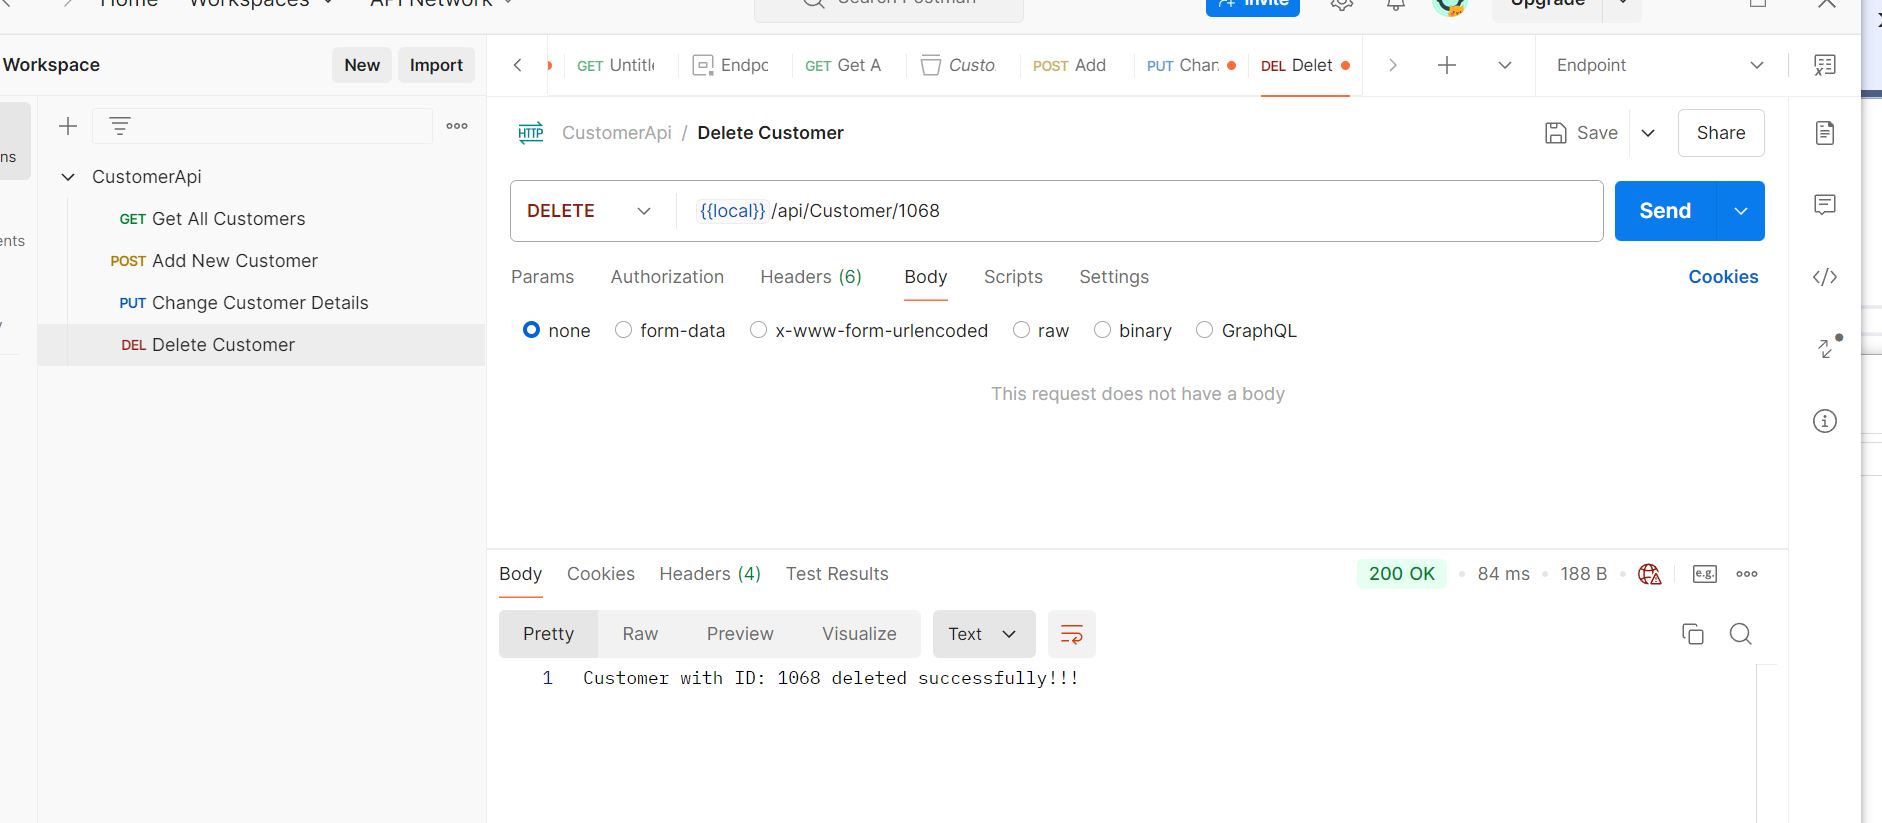 Home Workspaces API Network Search Postman Invite Upgrade
Workspace New Import
GET Untitle Endpo GET Get A Custo. POST Add PUT Char. DEL Delet Endpoint
CustomerApi / Delete Customer Save Share
ns
ents
CustomerApi
GET Get All Customers
POST Add New Customer
PUT Change Customer Details
DEL Delete Customer
DELETE {{local}} /api/Customer/1068 Send
Params Authorization Headers (6) Body Scripts Settings Cookies
none form-data x-www-form-urlencoded raw binary GraphQL
This request does not have a body
Body Cookies Headers (4) Test Results 200 OK 84 ms 188 B e.g.
Pretty Raw Preview Visualize Text
1 Customer with ID: 1068 deleted successfully!!!